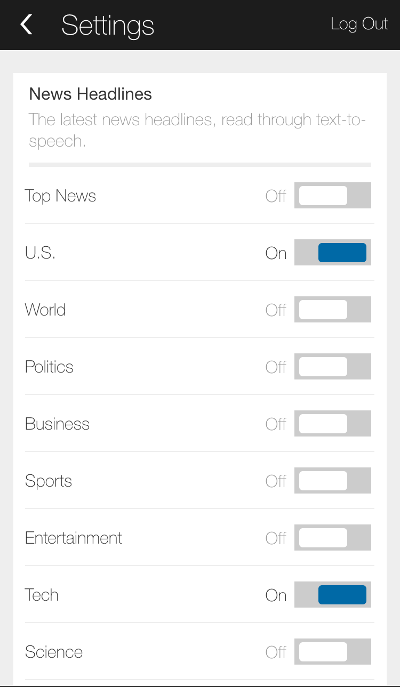 Settings
Log Out
News Headlines
The latest news headlines, read through text-to-
speech.
Top News Off
U.S. On
World Off
Politics Off
Business Off
Sports Off
Entertainment Off
Tech On
Science Off